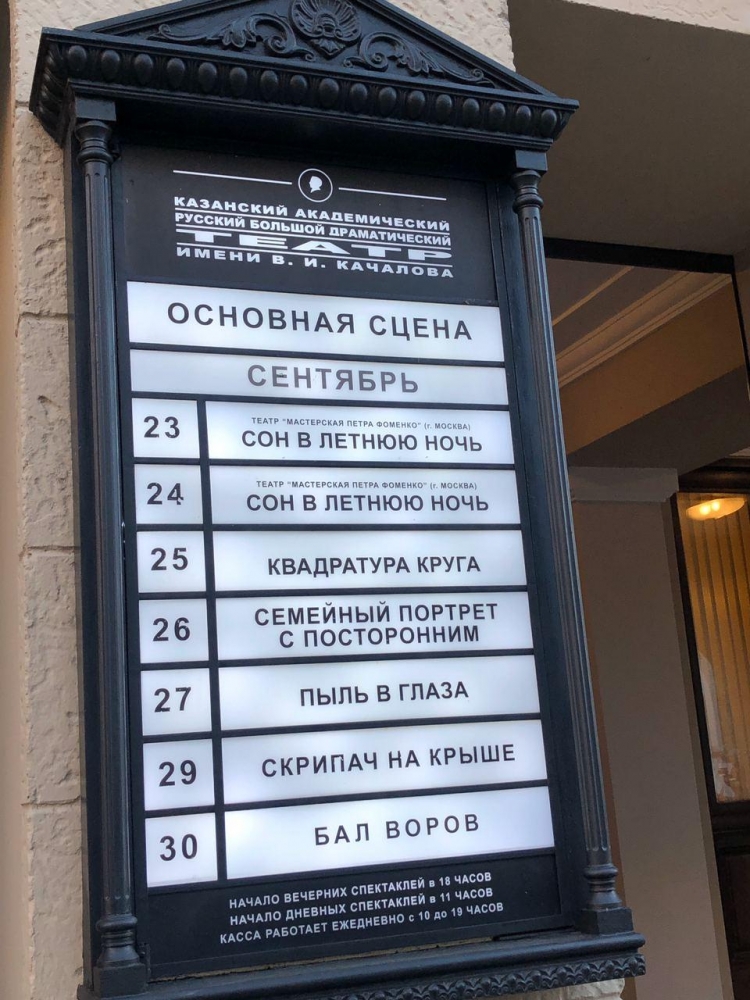 КАЗАНСКИЙ АКАДЕМИЧЕСКИЙ
РУССКИЙ БОЛЬШОЙ ДРАМАТИЧЕСКИЙ
ТЕАТР
ИМЕНИ В. И. КАЧАЛОВА
ОСНОВНАЯ СЦЕНА
СЕНТЯБРЬ
23
ТЕАТР "МАСТЕРСКАЯ ПЕТРА ФОМЕНКО" (г. МОСКВА)
СОН В ЛЕТНЮЮ НОЧЬ
24
ТЕАТР "МАСТЕРСКАЯ ПЕТРА ФОМЕНКО" (г. МОСКВА)
СОН В ЛЕТНЮЮ НОЧЬ
25
КВАДРАТУРА КРУГА
26
СЕМЕЙНЫЙ ПОРТРЕТ
С ПОСТОРОННИМ
27
ПЫЛЬ В ГЛАЗА
29
СКРИПАЧ НА КРЫШЕ
30
БАЛ ВОРОВ
НАЧАЛО ВЕЧЕРНИХ СПЕКТАКЛЕЙ в 18 ЧАСОВ
НАЧАЛО ДНЕВНЫХ СПЕКТАКЛЕЙ в 11 ЧАСОВ
КАССА РАБОТАЕТ ЕЖЕДНЕВНО с 10 до 19 ЧАСОВ